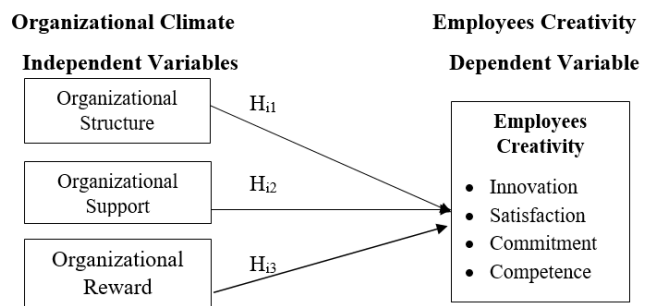 Organizational Climate
Employees Creativity
Independent Variables
Dependent Variable
Organizational
Structure
Hi1
Organizational
Support
Hi2
Organizational
Reward
Hi3
Employees
Creativity
• Innovation
• Satisfaction
• Commitment
• Competence